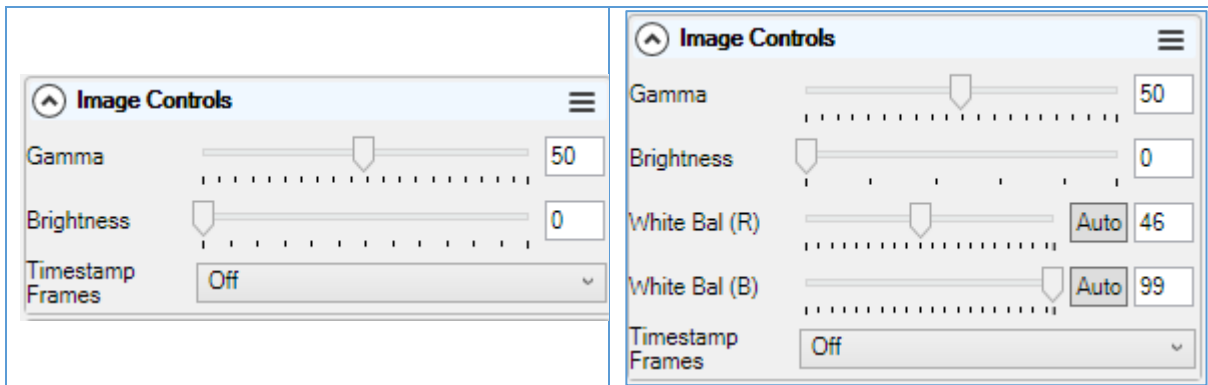 Image Controls
Gamma 50
Brightness 0
Timestamp
Frames
Off
Image Controls
Gamma 50
Brightness 0
White Bal (R) Auto 46
White Bal (B) Auto 99
Timestamp
Frames
Off